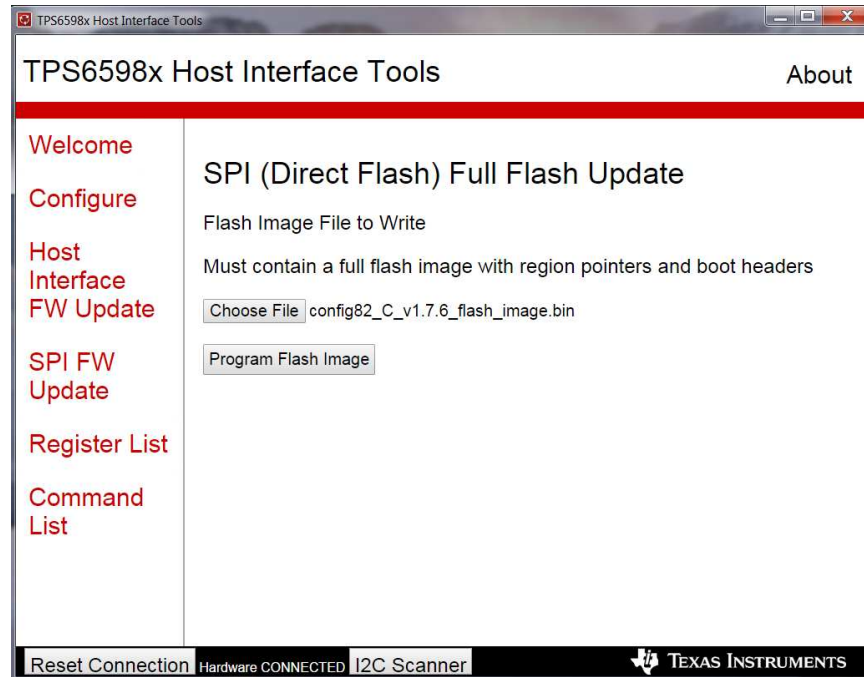 TPS6598x Host Interface Tools
TPS6598x Host Interface Tools
About
Welcome
Configure
Host
Interface
FW Update
SPI FW
Update
Register List
Command
List
SPI (Direct Flash) Full Flash Update
Flash Image File to Write
Must contain a full flash image with region pointers and boot headers
Choose File config82_C_v1.7.6_flash_image.bin
Program Flash Image
Reset Connection Hardware CONNECTED I2C Scanner
TEXAS INSTRUMENTS